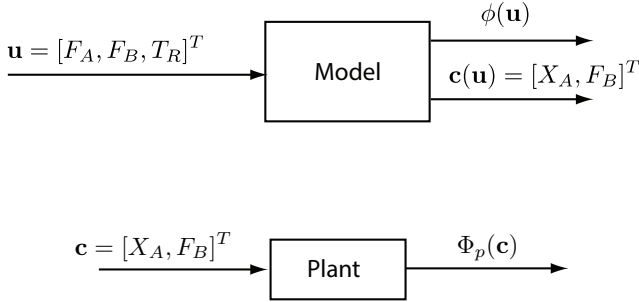 ϕ(u)
u = [F_A, F_B, T_R]^T
Model
c(u) = [X_A, F_B]^T
c = [X_A, F_B]^T
Plant
Φ_p(c)